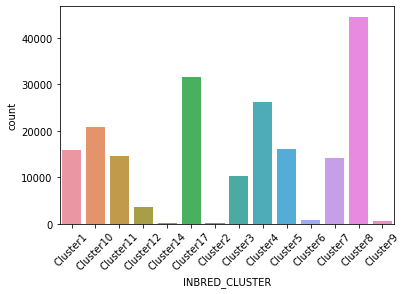 40000
30000
20000
10000
0
count
Cluster1
Cluster10
Cluster11
Cluster12
Cluster14
Cluster17
Cluster2
Cluster3
Cluster4
Cluster5
Cluster6
Cluster7
Cluster8
Cluster9
INBRED_CLUSTER